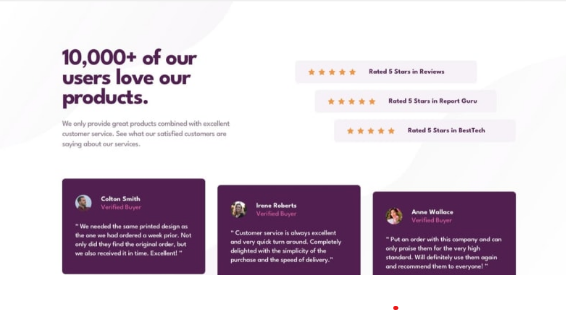 10,000+ of our
users love our
products.
We only provide great products combined with excellent
customer service. See what our satisfied customers are
saying about our services.
Rated 5 Stars in Reviews
Rated 5 Stars in Report Guru
Rated 5 Stars in BestTech
Colton Smith
Verified Buyer
" We needed the same printed design as
the one we had ordered a week prior. Not
only did they find the original order, but
we also received it in time. Excellent! "
Irene Roberts
Verified Buyer
" Customer service is always excellent
and very quick turn around. Completely
delighted with the simplicity of the
purchase and the speed of delivery."
Anne Wallace
Verified Buyer
" Put an order with this company and can
only praise them for the very high
standard. Will definitely use them again
and recommend them to everyone! "